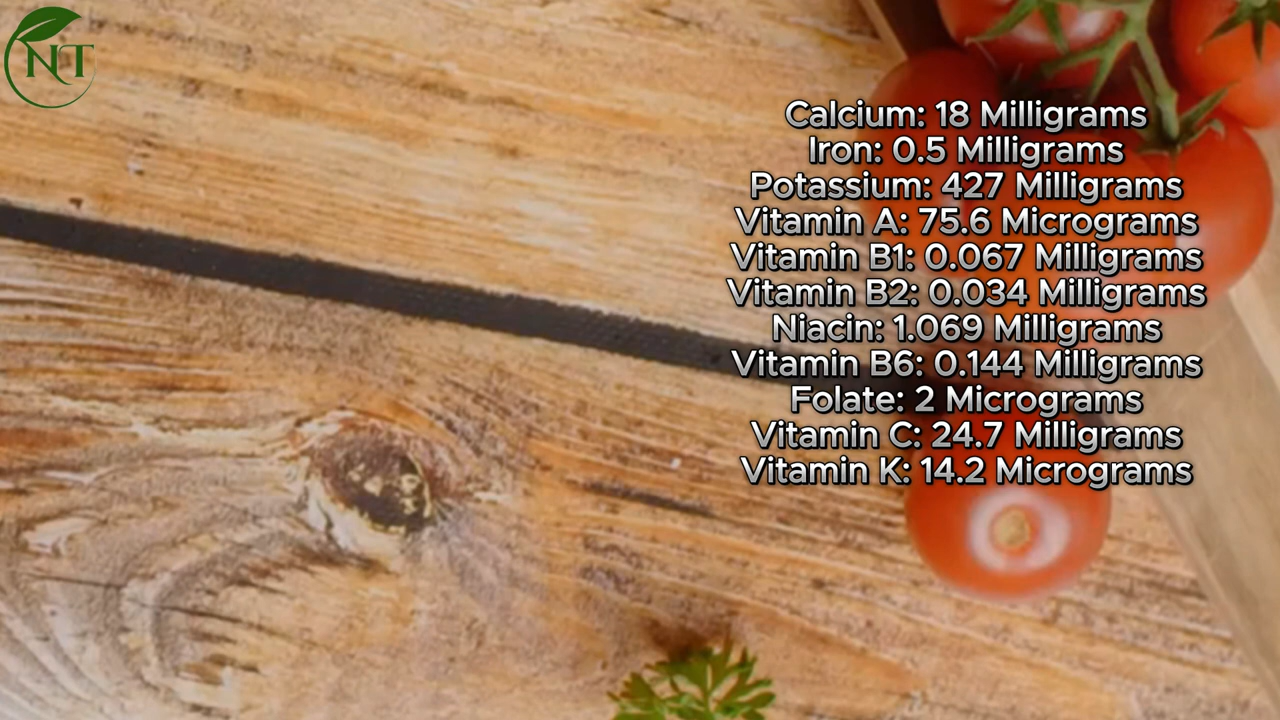 NT
Calcium: 18 Milligrams
Iron: 0.5 Milligrams
Potassium: 427 Milligrams
Vitamin A: 75.6 Micrograms
Vitamin B1: 0.067 Milligrams
Vitamin B2: 0.034 Milligrams
Niacin: 1.069 Milligrams
Vitamin B6: 0.144 Milligrams
Folate: 2 Micrograms
Vitamin C: 24.7 Milligrams
Vitamin K: 14.2 Micrograms